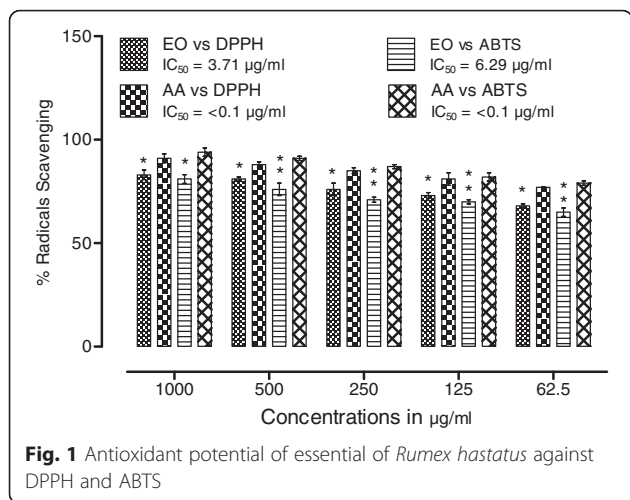 150
100
50
0
% Radicals Scavenging
EO vs DPPH
IC50 = 3.71 µg/ml
AA vs DPPH
IC50 = <0.1 µg/ml
EO vs ABTS
IC50 = 6.29 µg/ml
AA vs ABTS
IC50 = <0.1 µg/ml
* * * ** * ** * ** * **
1000 500 250 125 62.5
Concentrations in µg/ml
Fig. 1 Antioxidant potential of essential of Rumex hastatus against
DPPH and ABTS